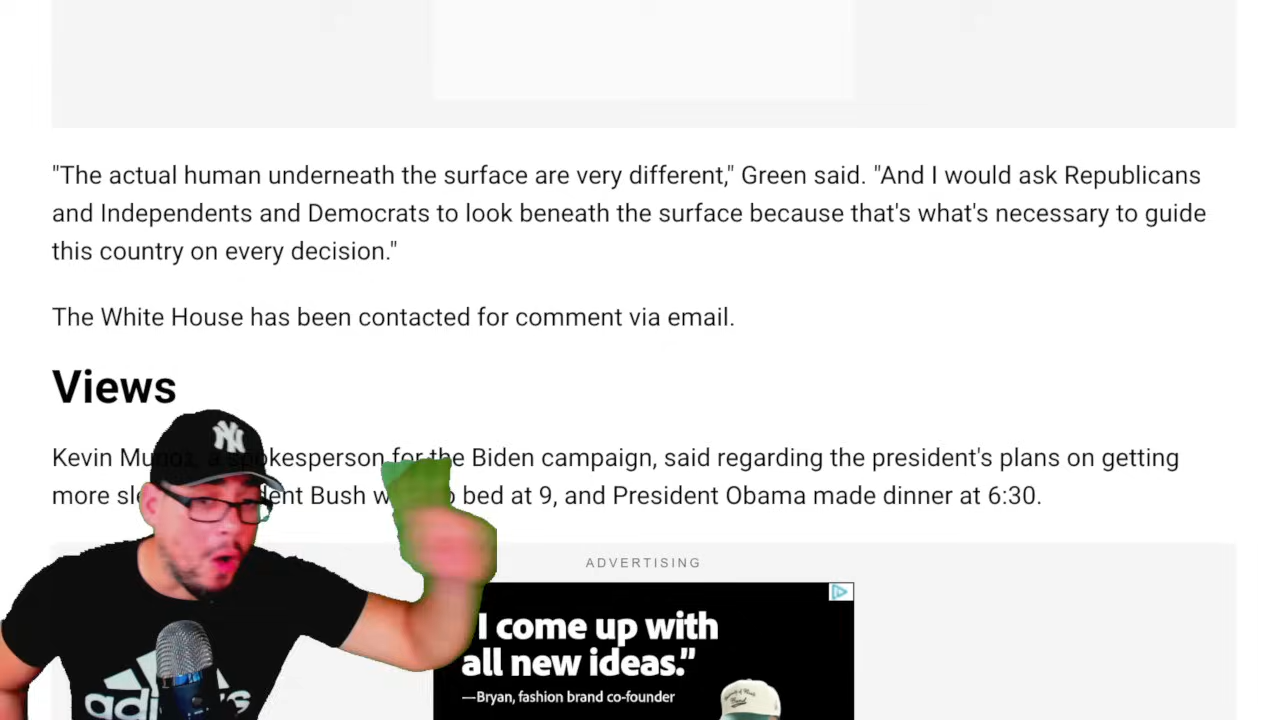 "The actual human underneath the surface are very different," Green said. "And I would ask Republicans
and Independents and Democrats to look beneath the surface because that's what's necessary to guide
this country on every decision."
The White House has been contacted for comment via email.
Views
Kevin Munoz, a spokesperson for the Biden campaign, said regarding the president's plans on getting
more Bush bed at 9, and President Obama made dinner at 6:30.
ADVERTISING
I come up with
all new ideas."
—Bryan, fashion brand co-founder
NY
adidas